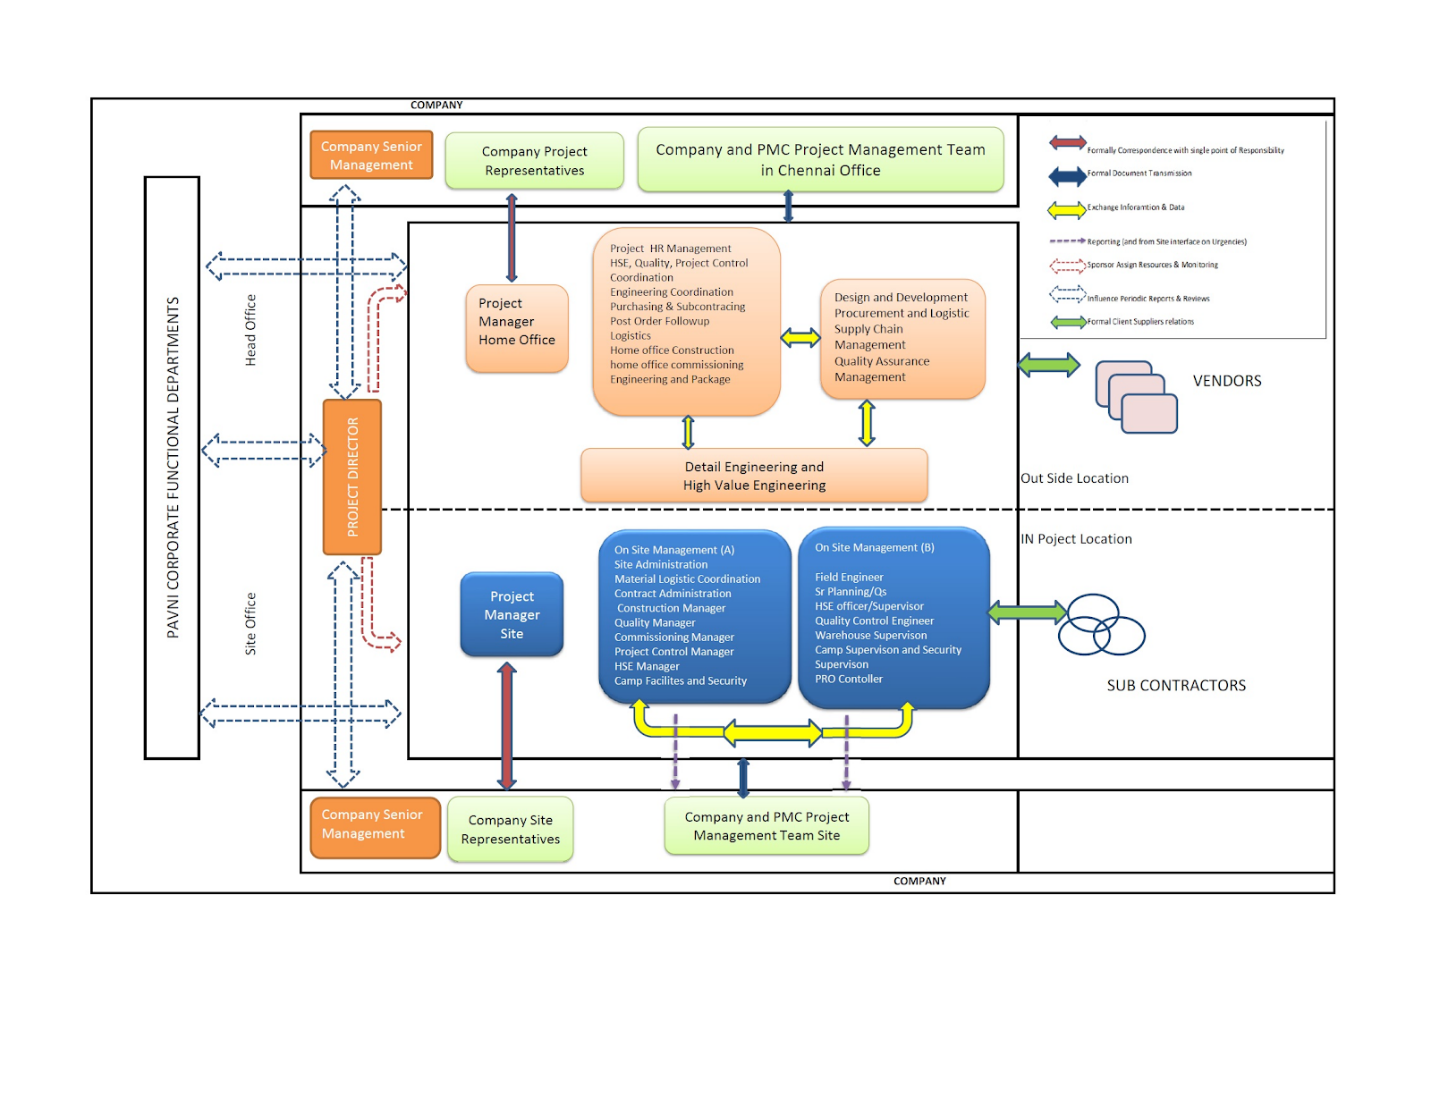 COMPANY
Company Senior
Management
Company Project
Representatives
Company and PMC Project Management Team
in Chennai Office
Formally Correspondence with single point of Responsibility
Formal Document Transmission
Exchange Inforamtion & Data
Reporting (and from Site interface on Urgencies)
Sponsor Assign Resources & Monitoring
Influence Periodic Reports & Reviews
Formal Client Suppliers relations
PAVNI CORPORATE FUNCTIONAL DEPARTMENTS
Head Office
Site Office
PROJECT DIRECTOR
Project
Manager
Home Office
Project HR Management
HSE, Quality, Project Control
Coordination
Engineering Coordination
Purchasing & Subcontracing
Post Order Followup
Logistics
Home office Construction
home office commissioning
Engineering and Package
Design and Development
Procurement and Logistic
Supply Chain
Management
Quality Assurance
Management
VENDORS
Detail Engineering and
High Value Engineering
Out Side Location
IN Poject Location
Project
Manager
Site
On Site Management (A)
Site Administration
Material Logistic Coordination
Contract Administration
Construction Manager
Quality Manager
Commissioning Manager
Project Control Manager
HSE Manager
Camp Facilites and Security
On Site Management (B)
Field Engineer
Sr Planning/Qs
HSE officer/Supervisor
Quality Control Engineer
Warehouse Supervison
Camp Supervison and Security
Supervison
PRO Contoller
SUB CONTRACTORS
Company Senior
Management
Company Site
Representatives
Company and PMC Project
Management Team Site
COMPANY